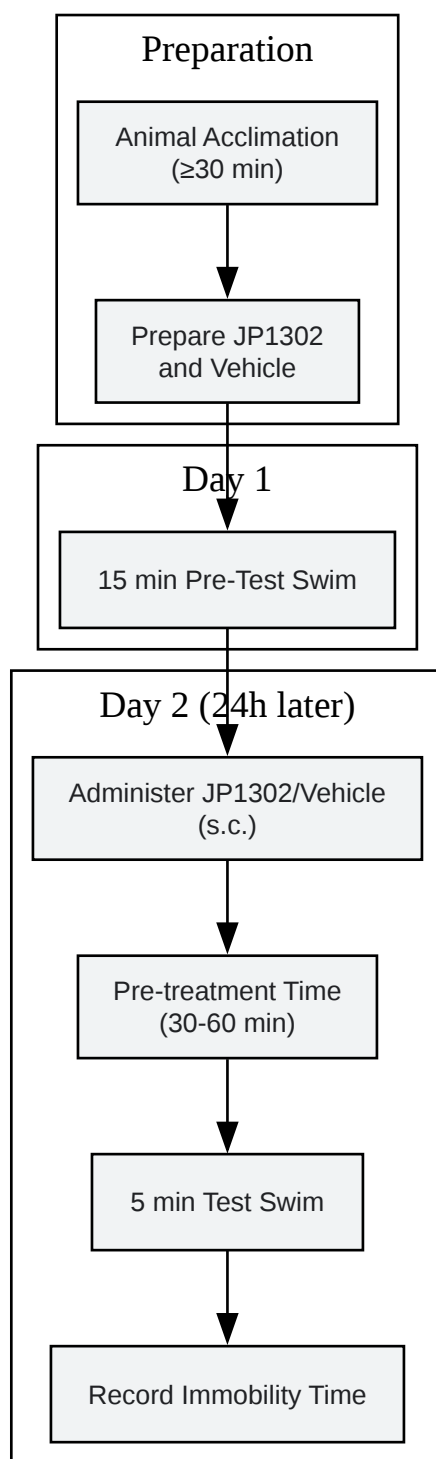 Preparation
Animal Acclimation
(≥30 min)
Prepare JP1302
and Vehicle
Day 1
15 min Pre-Test Swim
Day 2 (24h later)
Administer JP1302/Vehicle
(s.c.)
Pre-treatment Time
(30-60 min)
5 min Test Swim
Record Immobility Time